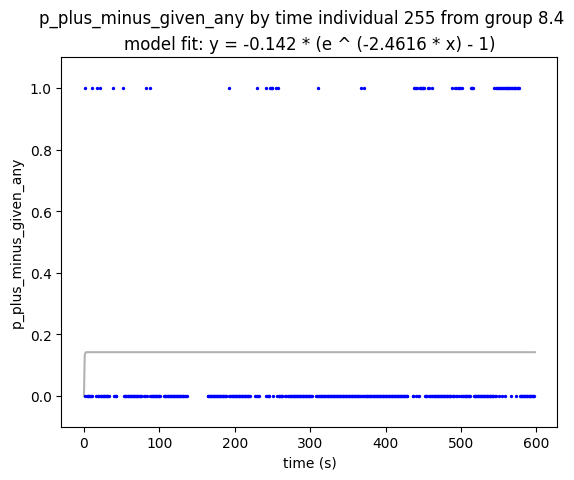 p_plus_minus_given_any by time individual 255 from group 8.4
model fit: y = -0.142 * (e ^ (-2.4616 * x) - 1)
1.0
0.8
0.6
0.4
0.2
0.0
p_plus_minus_given_any
0 100 200 300 400 500 600
time (s)